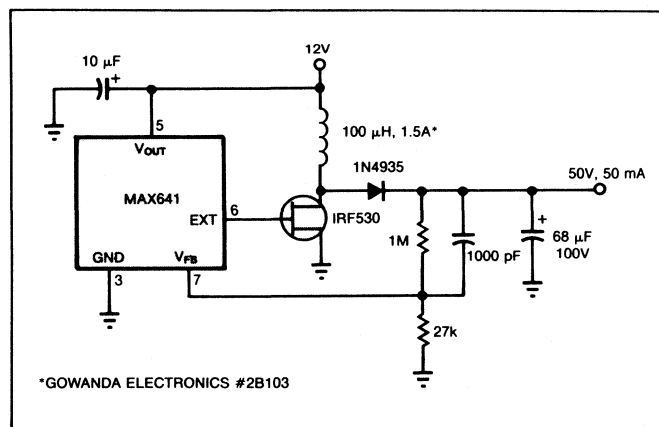 10 µF
+
12V
5
VOUT
100 µH, 1.5A*
1N4935
50V, 50 mA
MAX641
EXT
6
IRF530
1M
1000 pF
+
68 µF
100V
GND
VFB
3
7
27k
*GOWANDA ELECTRONICS #2B103